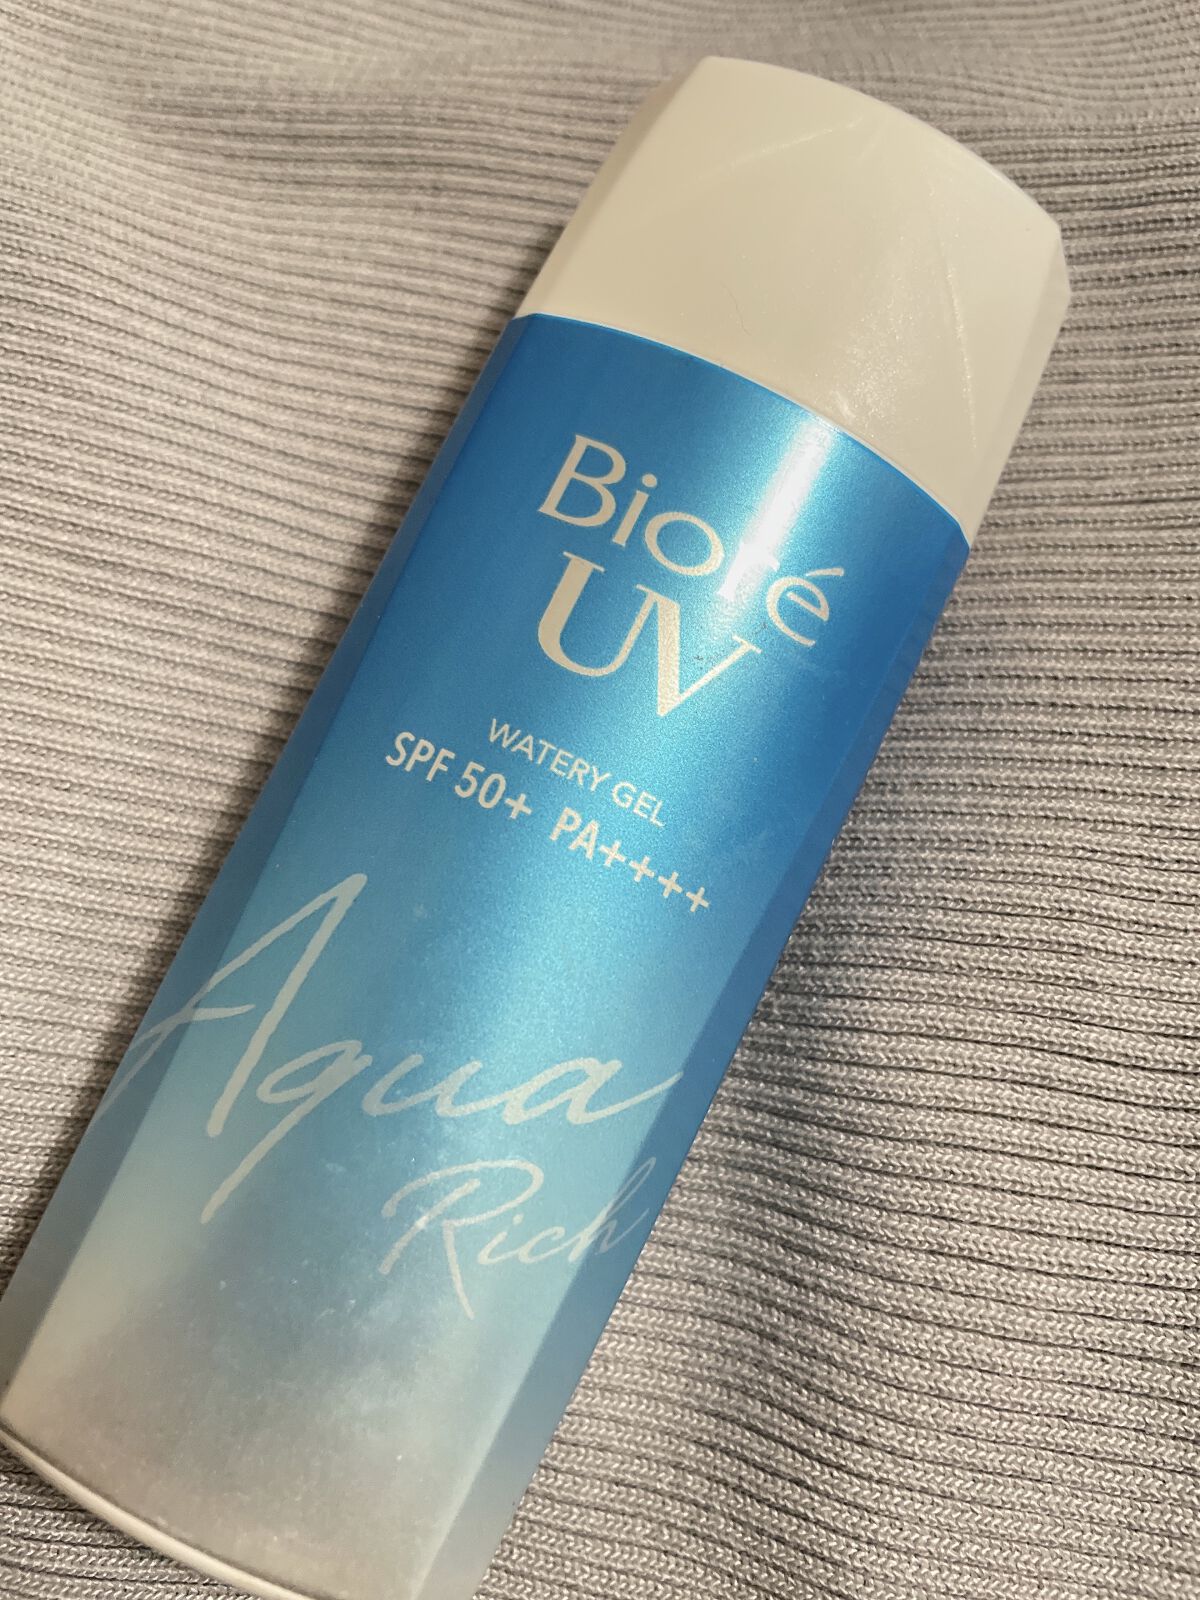 Bioré
UV
WATERY GEL
SPF 50+ PA++++
Aqua
Rich